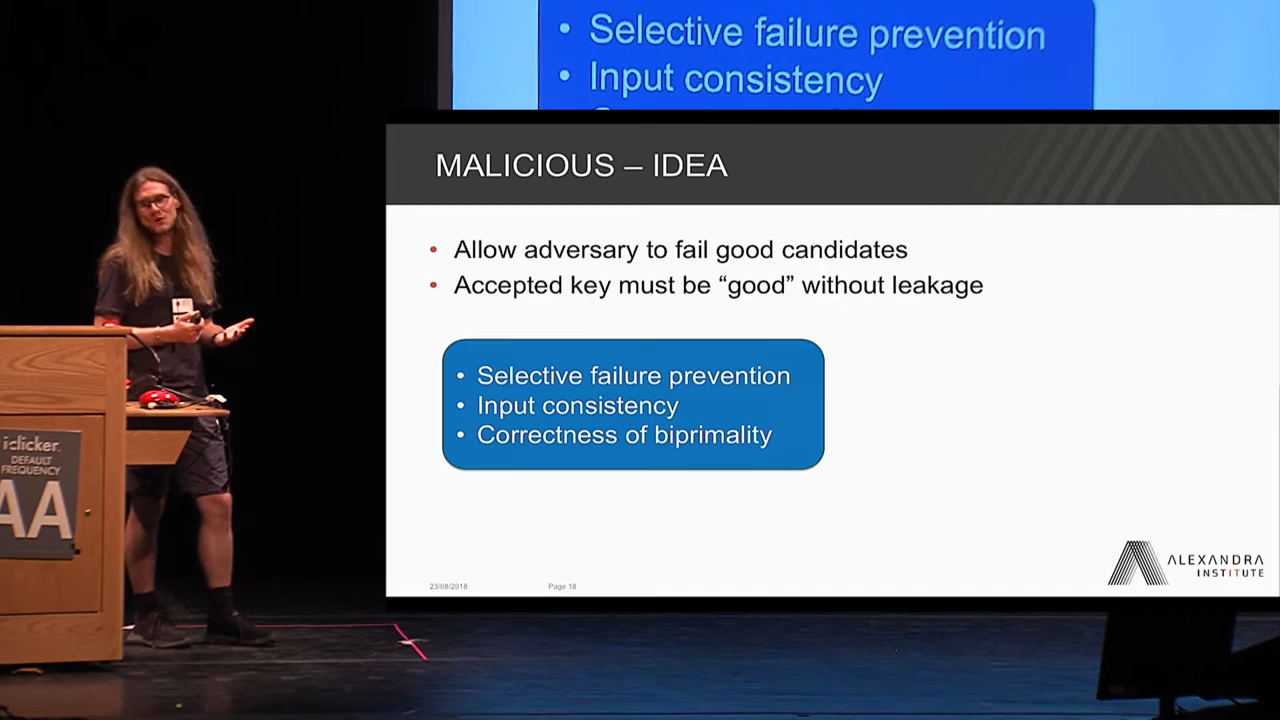 Selective failure prevention
Input consistency
MALICIOUS – IDEA
Allow adversary to fail good candidates
Accepted key must be “good” without leakage
Selective failure prevention
Input consistency
Correctness of biprimality
23/08/2018
Page 18
ALEXANDRA
INSTITUTE
iclicker.
DEFAULT
FREQUENCY
AA